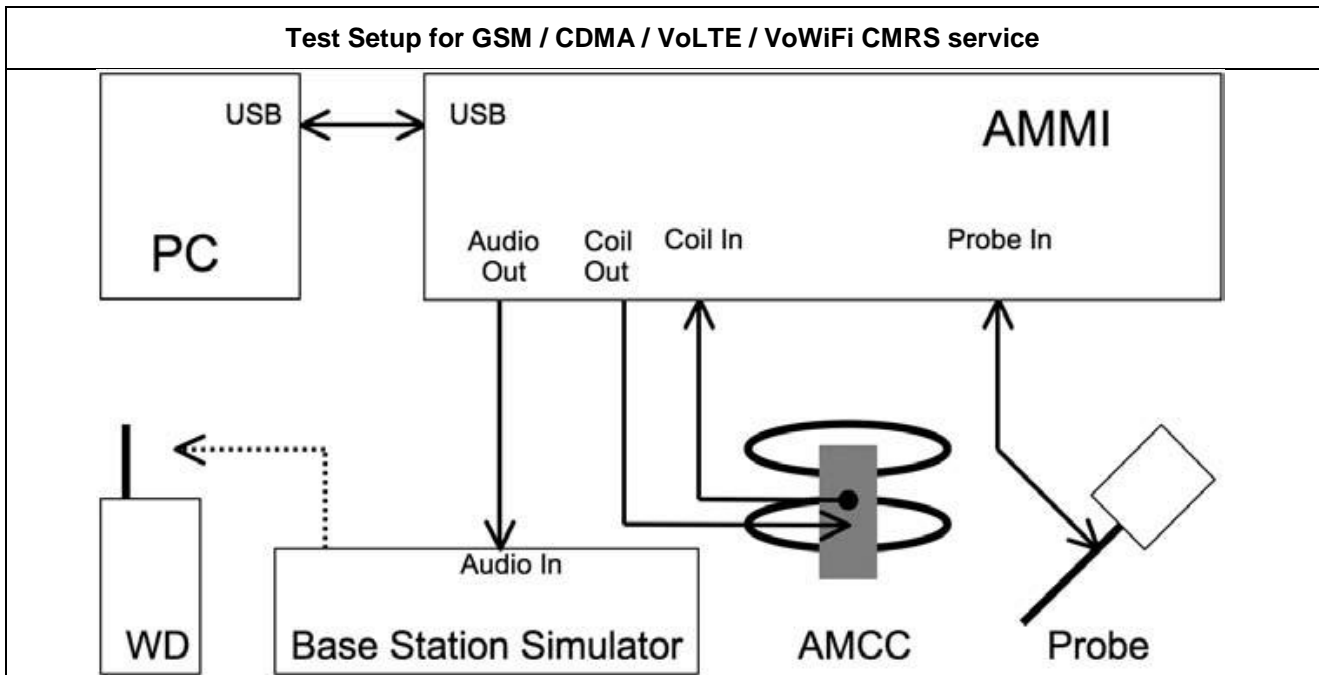 Test Setup for GSM / CDMA / VoLTE / VoWiFi CMRS service
USB
USB
AMMI
PC
Audio
Out
Coil
Out
Coil In
Probe In
Audio In
WD
Base Station Simulator
AMCC
Probe